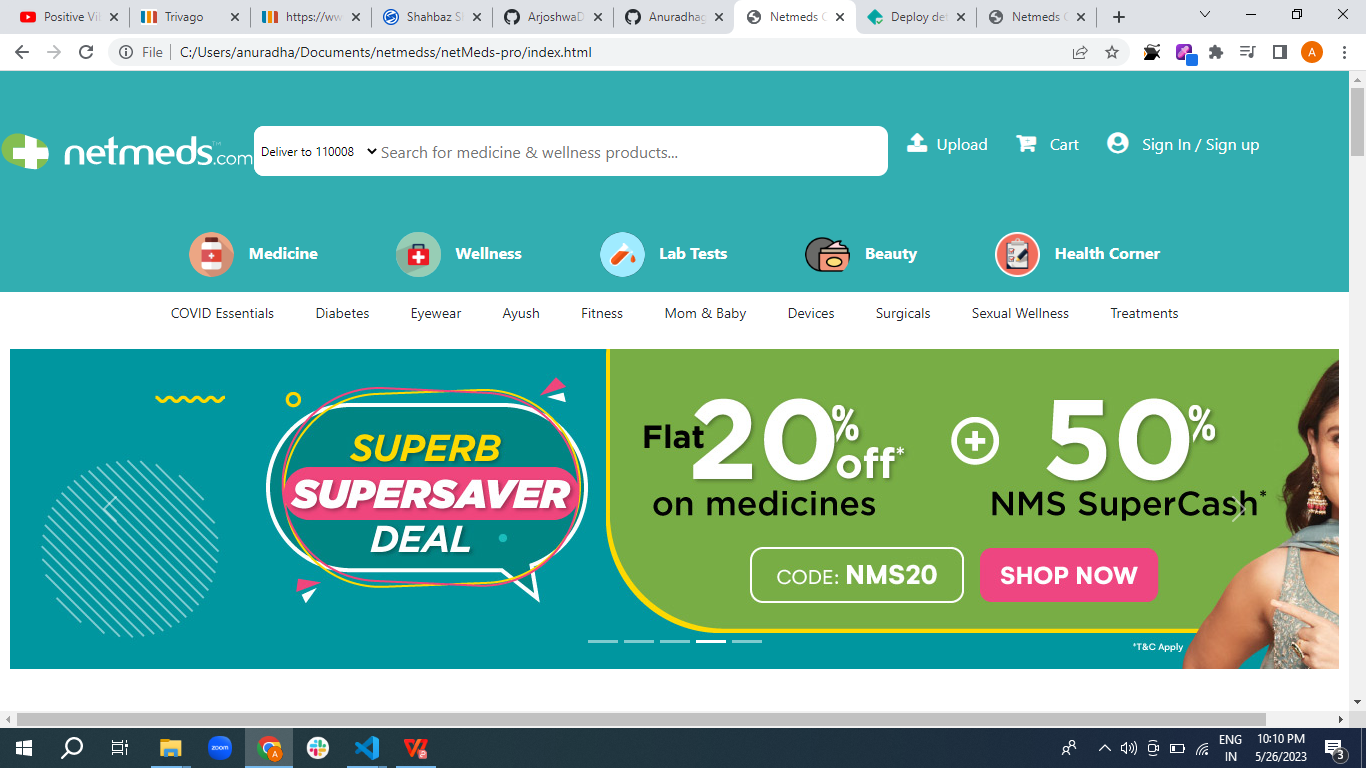 Positive Vi
Trivago
https://ww
Shahbaz S
ArjoshwaD
Anuradhag
Netmeds C
Deploy det
Netmeds C
File
C:/Users/anuradha/Documents/netmedss/netMeds-pro/index.html
A
netmeds.com
TM
Deliver to 110008
Search for medicine & wellness products...
Upload
Cart
Sign In / Sign up
Medicine
Wellness
Lab Tests
Beauty
Health Corner
COVID Essentials
Diabetes
Eyewear
Ayush
Fitness
Mom & Baby
Devices
Surgicals
Sexual Wellness
Treatments
SUPERB
SUPERSAVER
DEAL
Flat 20% off*
on medicines
+
50%
NMS SuperCash*
CODE: NMS20
SHOP NOW
*T&C Apply
zoom
A
ENG
IN
10:10 PM
5/26/2023
3